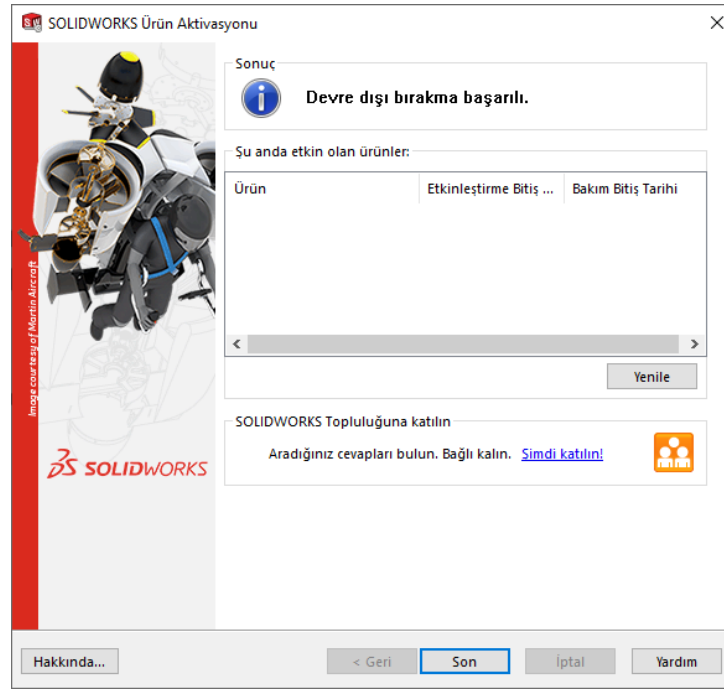 SOLIDWORKS Ürün Aktivasyonu
Sonuç
Devre dışı bırakma başarılı.
Şu anda etkin olan ürünler:
Ürün Etkinleştirme Bitiş ... Bakım Bitiş Tarihi
Yenile
SOLIDWORKS Topluluğuna katılın
Aradığınız cevapları bulun. Bağlı kalın. Simdi katılın!
Image courtesy of Martin Aircraft
SOLIDWORKS
Hakkında... < Geri Son İptal Yardım